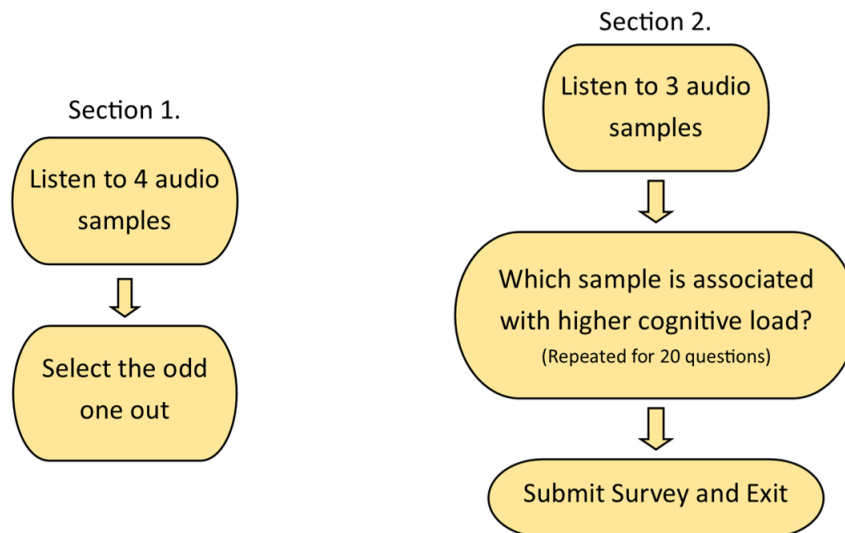 Section 1.
Listen to 4 audio
samples
Select the odd
one out
Section 2.
Listen to 3 audio
samples
Which sample is associated
with higher cognitive load?
(Repeated for 20 questions)
Submit Survey and Exit